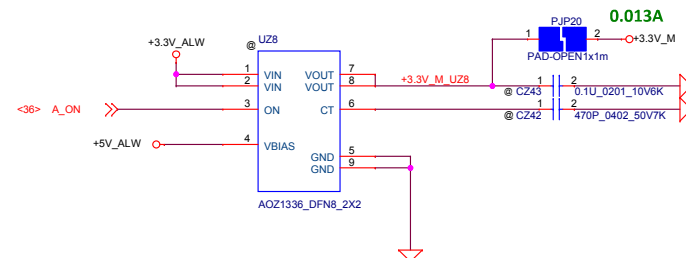 0.013A
PJP20
1 2
+3.3V_M
PAD-OPEN1x1m
@ UZ8
+3.3V_ALW
1 VIN VOUT 7
2 VIN VOUT 8
+3.3V_M_UZ8
@ CZ43 1 2 0.1U_0201_10V6K
<36> A_ON 3 ON CT 6
@ CZ42 1 2 470P_0402_50V7K
+5V_ALW 4 VBIAS
GND 5
GND 9
AOZ1336_DFN8_2X2